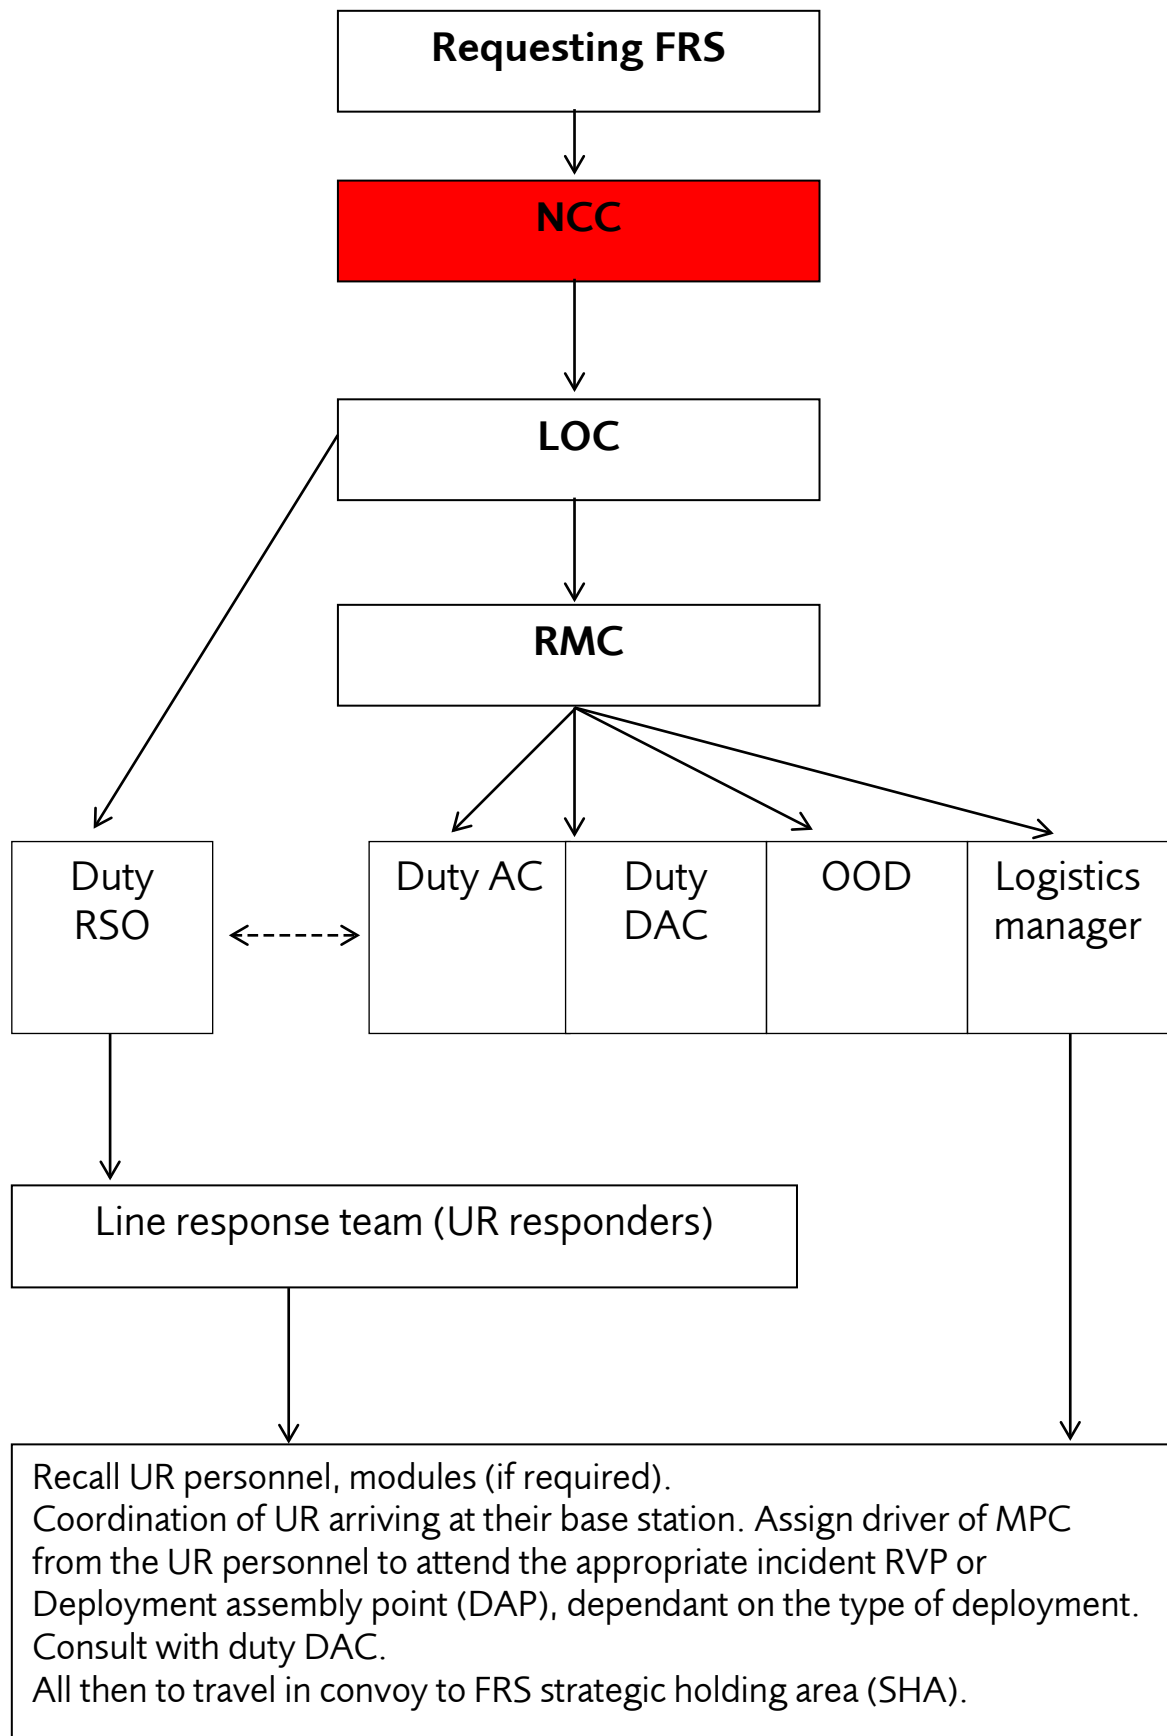 Requesting FRS
NCC
LOC
RMC
Duty
RSO
Duty AC
Duty
DAC
OOD
Logistics
manager
Line response team (UR responders)
Recall UR personnel, modules (if required).
Coordination of UR arriving at their base station. Assign driver of MPC
from the UR personnel to attend the appropriate incident RVP or
Deployment assembly point (DAP), dependant on the type of deployment.
Consult with duty DAC.
All then to travel in convoy to FRS strategic holding area (SHA).